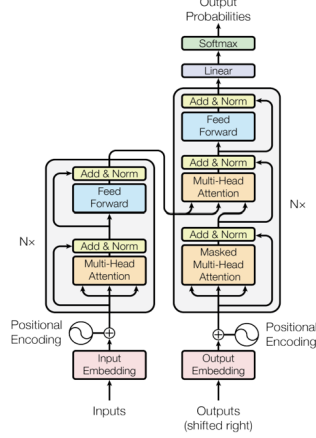 Output
Probabilities
Softmax
Linear
Add & Norm
Feed
Forward
Add & Norm
Multi-Head
Attention
Add & Norm
Feed
Forward
N×
Add & Norm
Multi-Head
Attention
Add & Norm
Masked
Multi-Head
Attention
N×
Positional
Encoding
Positional
Encoding
Input
Embedding
Output
Embedding
Inputs
Outputs
(shifted right)